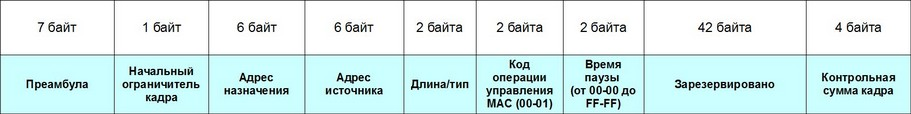 7 байт
1 байт
6 байт
6 байт
2 байта
2 байта
2 байта
42 байта
4 байта
Преамбула
Начальный
ограничитель
кадра
Адрес
назначения
Адрес
источника
Длина/тип
Код
операции
управления
MAC (00-01)
Время
паузы
(от 00-00 до
FF-FF)
Зарезервировано
Контрольная
сумма кадра